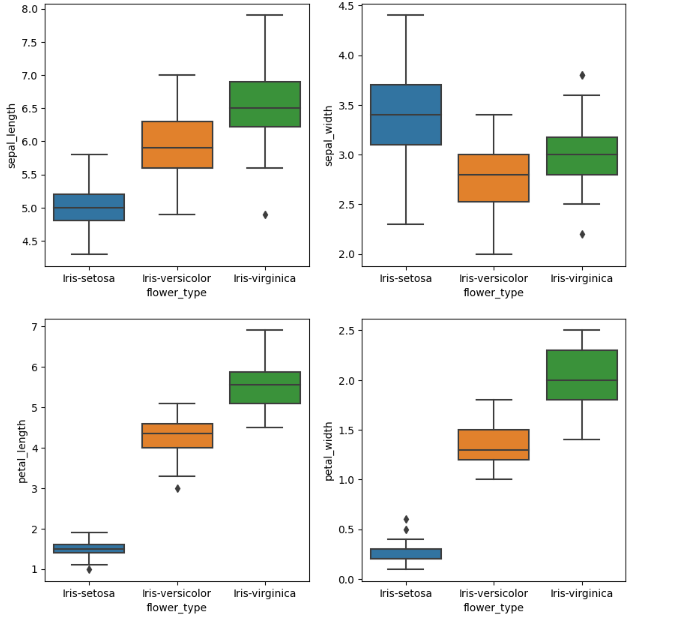 sepal_length
8.0
7.5
7.0
6.5
6.0
5.5
5.0
4.5
Iris-setosa Iris-versicolor Iris-virginica
flower_type
sepal_width
4.5
4.0
3.5
3.0
2.5
2.0
Iris-setosa Iris-versicolor Iris-virginica
flower_type
petal_length
7
6
5
4
3
2
1
Iris-setosa Iris-versicolor Iris-virginica
flower_type
petal_width
2.5
2.0
1.5
1.0
0.5
0.0
Iris-setosa Iris-versicolor Iris-virginica
flower_type